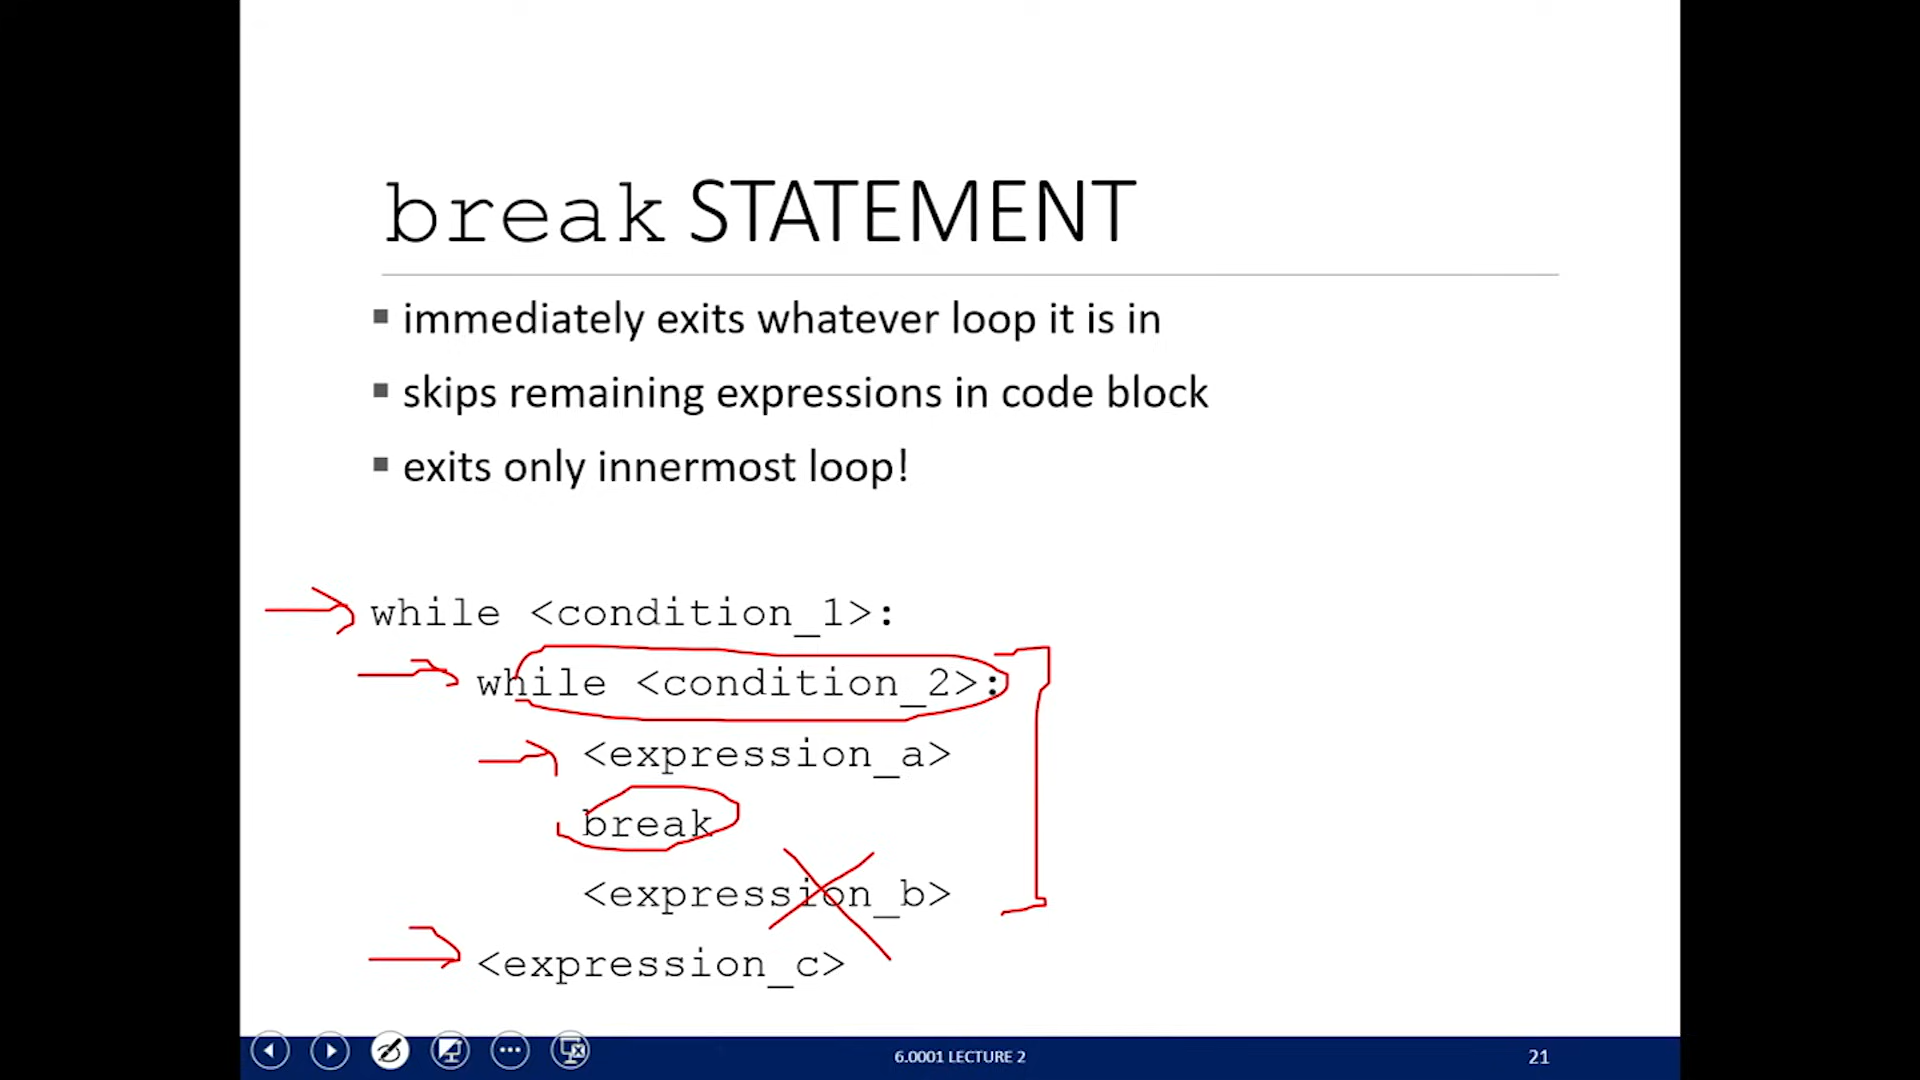 break STATEMENT
▪ immediately exits whatever loop it is in
▪ skips remaining expressions in code block
▪ exits only innermost loop!
while <condition_1>:
    while <condition_2>:
        <expression_a>
        break
        <expression_b>
    <expression_c>
6.0001 LECTURE 2
21